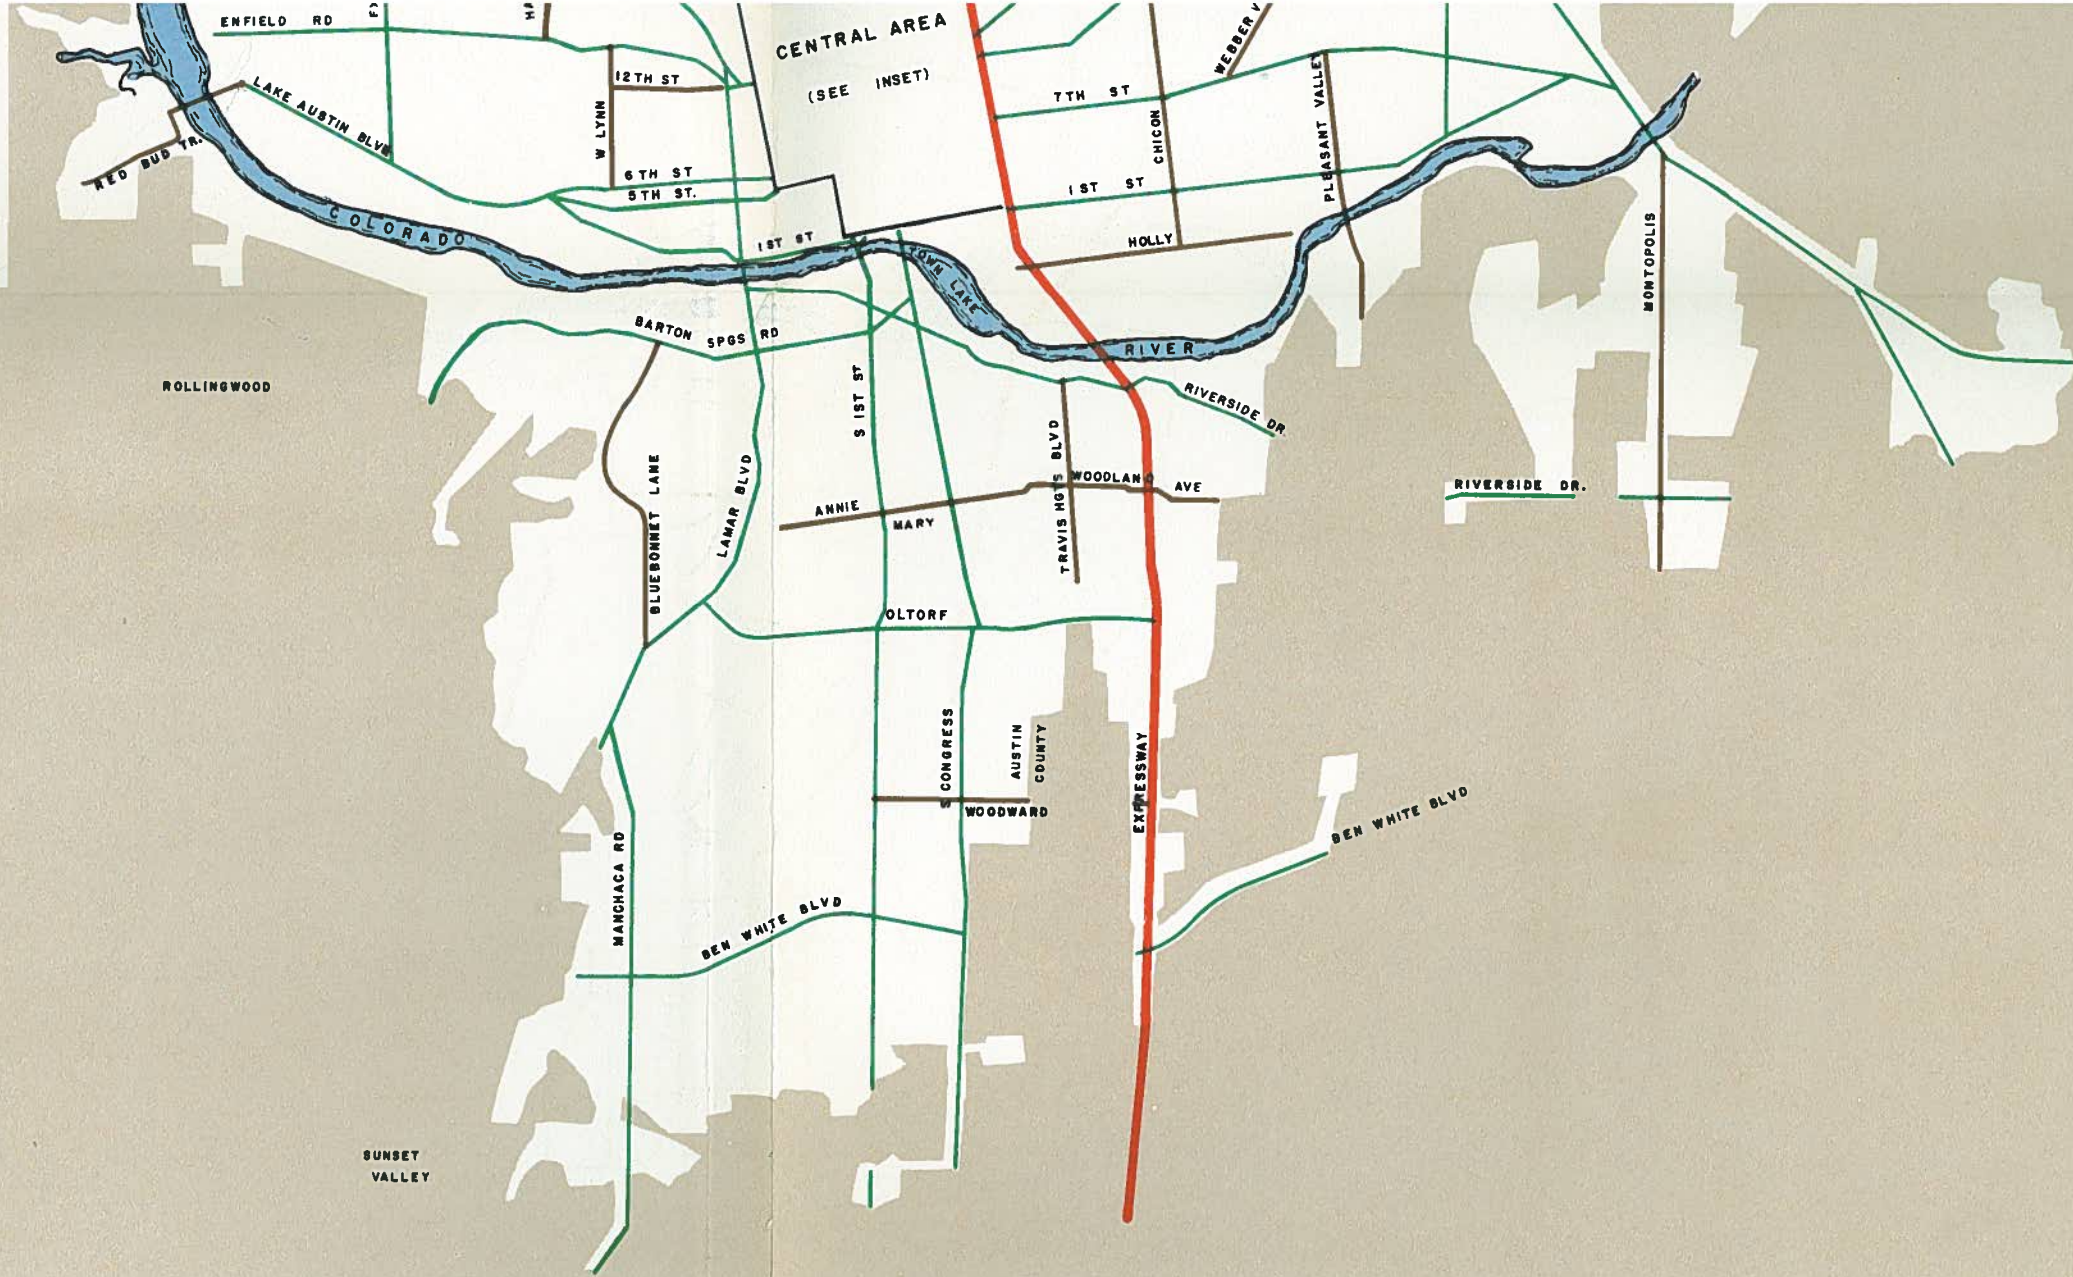 ENFIELD RD
CENTRAL AREA
(SEE INSET)
12TH ST
LAKE AUSTIN BLVD
7TH ST
PLEASANT VALLEY
W LYNN
CHICON
RED BUD TR.
6TH ST
5TH ST.
1ST ST
COLORADO
1ST ST
HOLLY
TOWN LAKE
MONTOPOLIS
BARTON SPGS RD
RIVER
ROLLINGWOOD
S 1ST ST
RIVERSIDE DR.
BLUEBONNET LANE
LAMAR BLVD
TRAVIS HGTS BLVD
WOODLAND AVE
RIVERSIDE DR.
ANNIE
MARY
OLTORF
S CONGRESS
AUSTIN
COUNTY
EXPRESSWAY
WOODWARD
BEN WHITE BLVD
MANCHACA RD
BEN WHITE BLVD
SUNSET
VALLEY